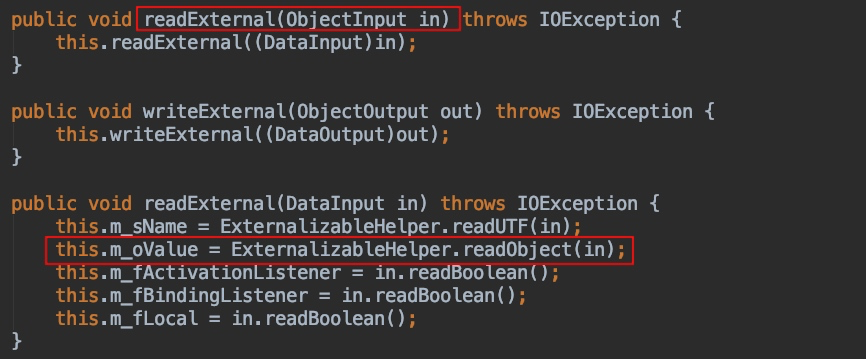 public void readExternal(ObjectInput in) throws IOException {
    this.readExternal((DataInput)in);
}
public void writeExternal(ObjectOutput out) throws IOException {
    this.writeExternal((DataOutput)out);
}
public void readExternal(DataInput in) throws IOException {
    this.m_sName = ExternalizableHelper.readUTF(in);
    this.m_oValue = ExternalizableHelper.readObject(in);
    this.m_fActivationListener = in.readBoolean();
    this.m_fBindingListener = in.readBoolean();
    this.m_fLocal = in.readBoolean();
}